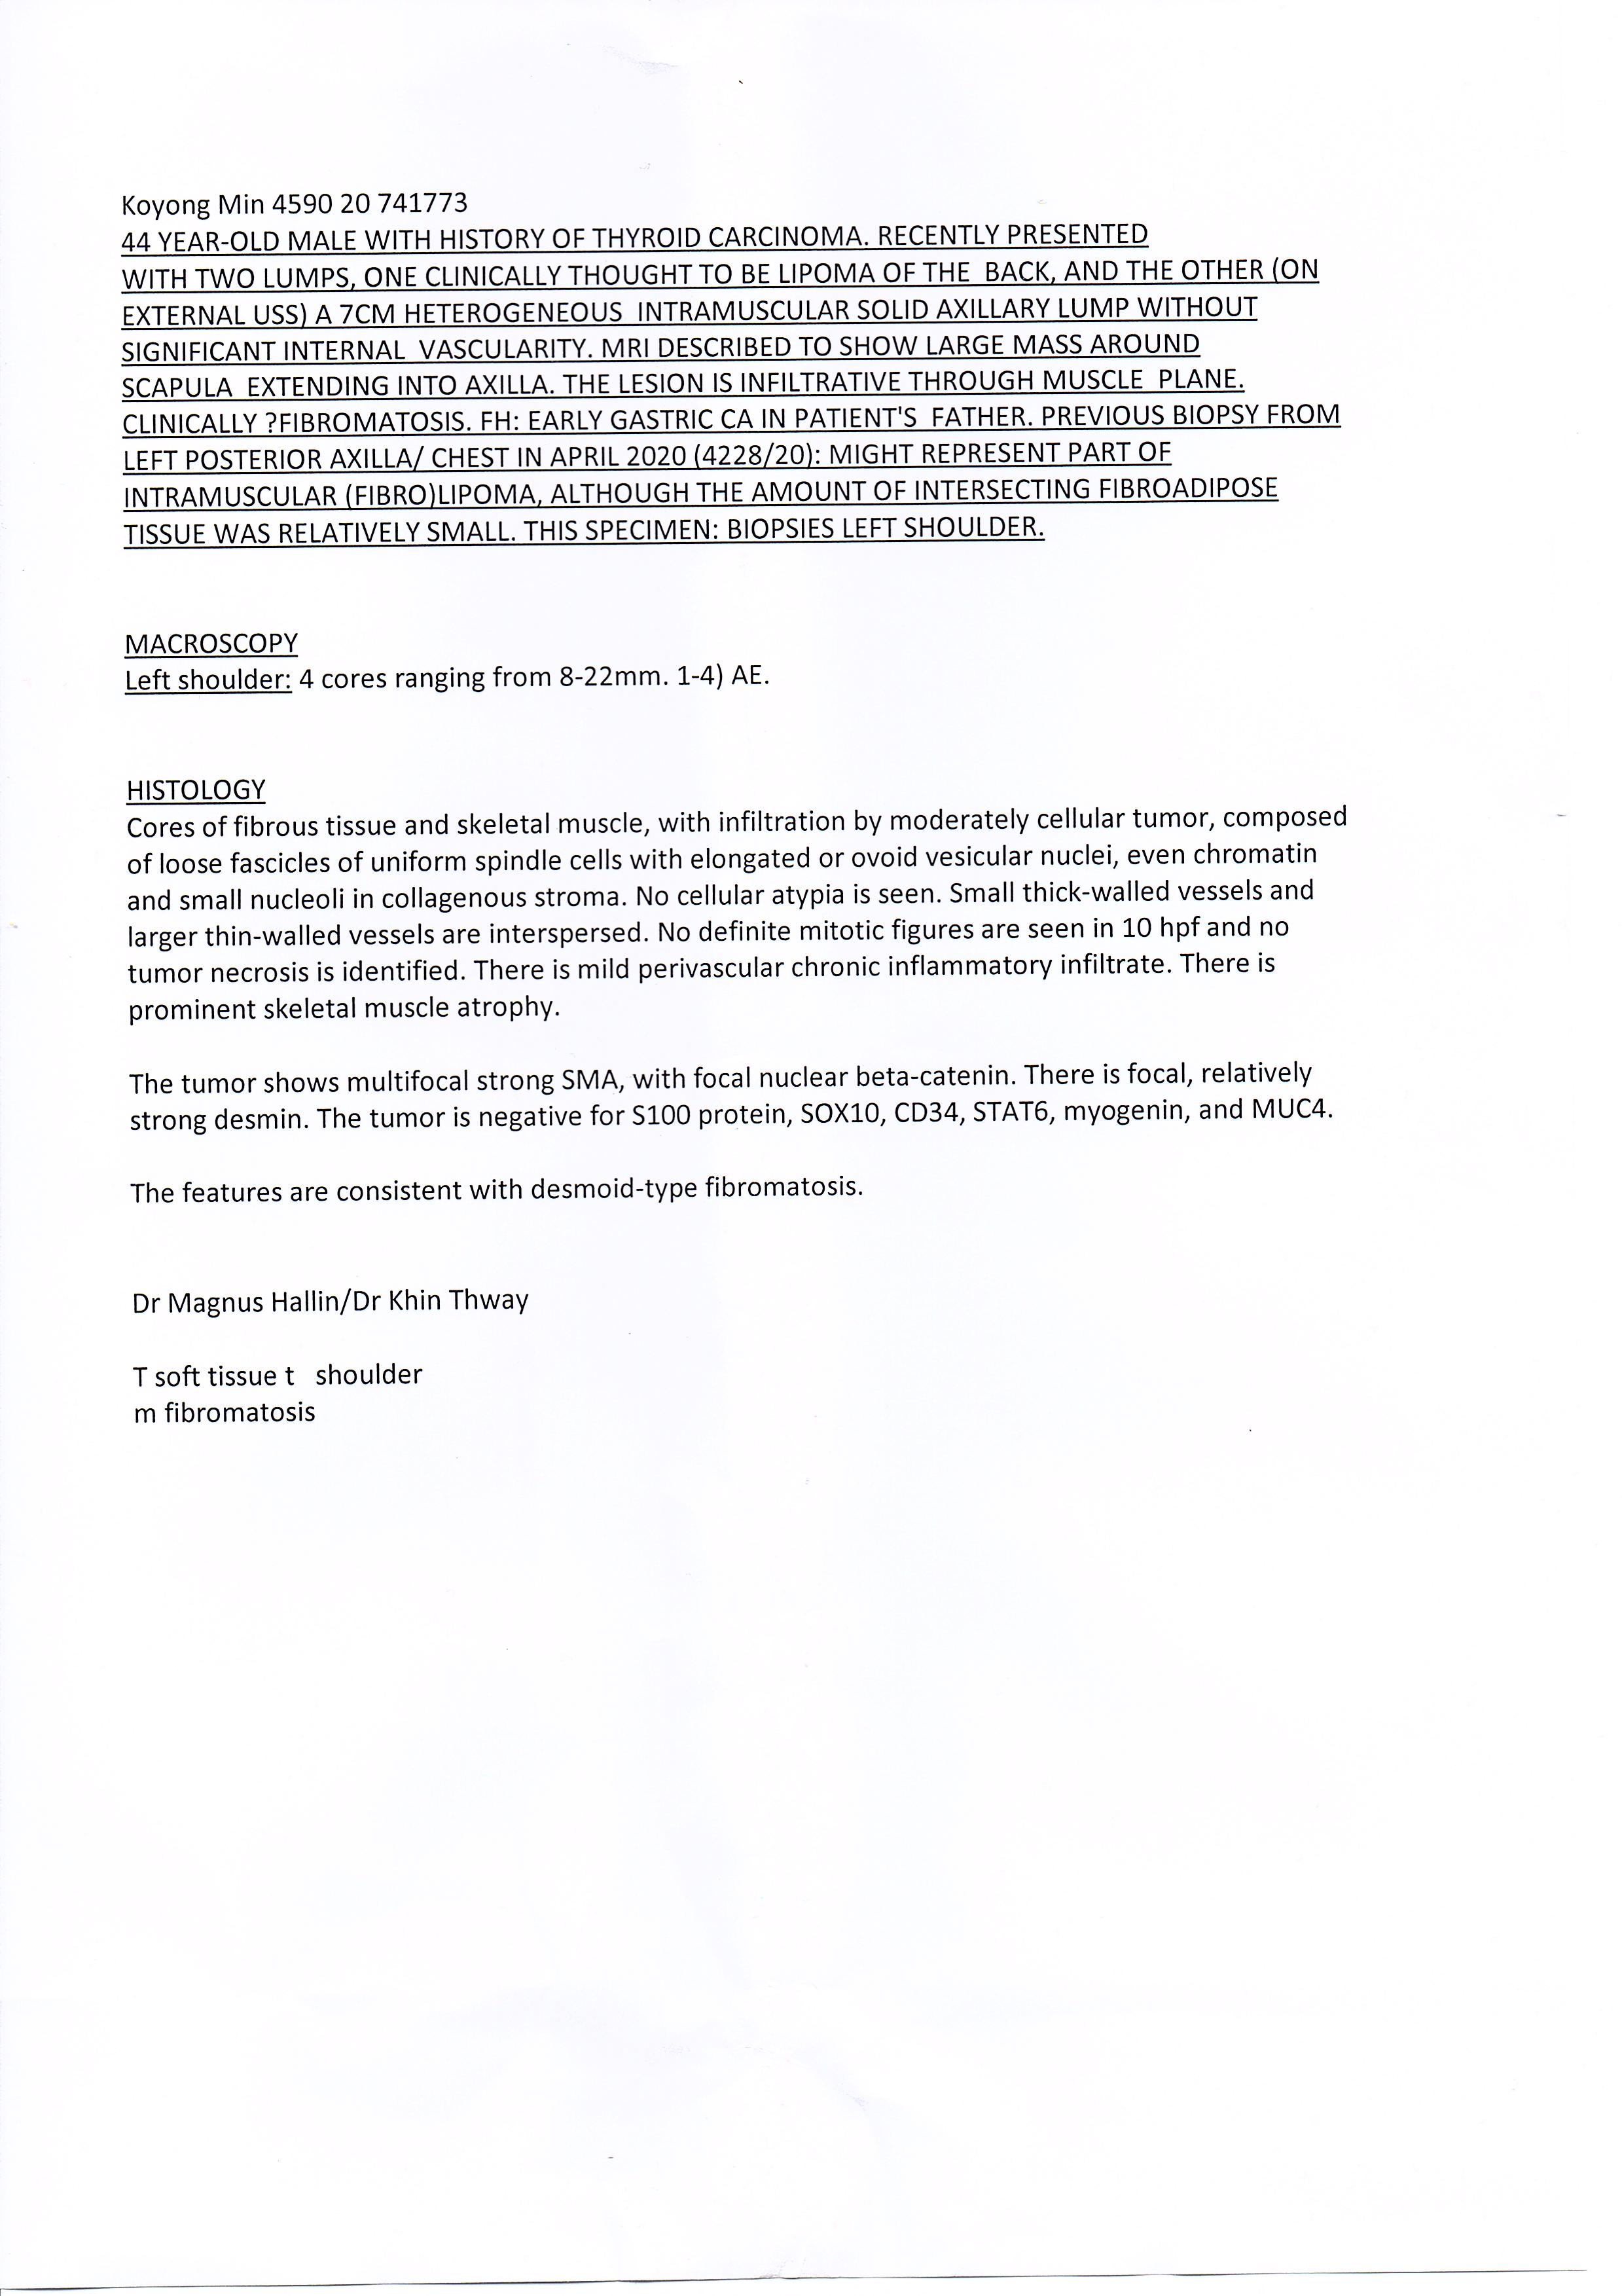 Koyong Min 4590 20 741773
44 YEAR-OLD MALE WITH HISTORY OF THYROID CARCINOMA. RECENTLY PRESENTED
WITH TWO LUMPS, ONE CLINICALLY THOUGHT TO BE LIPOMA OF THE BACK, AND THE OTHER (ON
EXTERNAL USS) A 7CM HETEROGENEOUS INTRAMUSCULAR SOLID AXILLARY LUMP WITHOUT
SIGNIFICANT INTERNAL VASCULARITY. MRI DESCRIBED TO SHOW LARGE MASS AROUND
SCAPULA EXTENDING INTO AXILLA. THE LESION IS INFILTRATIVE THROUGH MUSCLE PLANE.
CLINICALLY ?FIBROMATOSIS. FH: EARLY GASTRIC CA IN PATIENT'S FATHER. PREVIOUS BIOPSY FROM
LEFT POSTERIOR AXILLA/ CHEST IN APRIL 2020 (4228/20): MIGHT REPRESENT PART OF
INTRAMUSCULAR (FIBRO)LIPOMA, ALTHOUGH THE AMOUNT OF INTERSECTING FIBROADIPOSE
TISSUE WAS RELATIVELY SMALL. THIS SPECIMEN: BIOPSIES LEFT SHOULDER.
MACROSCOPY
Left shoulder: 4 cores ranging from 8-22mm. 1-4) AE.
HISTOLOGY
Cores of fibrous tissue and skeletal muscle, with infiltration by moderately cellular tumor, composed
of loose fascicles of uniform spindle cells with elongated or ovoid vesicular nuclei, even chromatin
and small nucleoli in collagenous stroma. No cellular atypia is seen. Small thick-walled vessels and
larger thin-walled vessels are interspersed. No definite mitotic figures are seen in 10 hpf and no
tumor necrosis is identified. There is mild perivascular chronic inflammatory infiltrate. There is
prominent skeletal muscle atrophy.
The tumor shows multifocal strong SMA, with focal nuclear beta-catenin. There is focal, relatively
strong desmin. The tumor is negative for S100 protein, SOX10, CD34, STAT6, myogenin, and MUC4.
The features are consistent with desmoid-type fibromatosis.
Dr Magnus Hallin/Dr Khin Thway
T soft tissue t shoulder
m fibromatosis